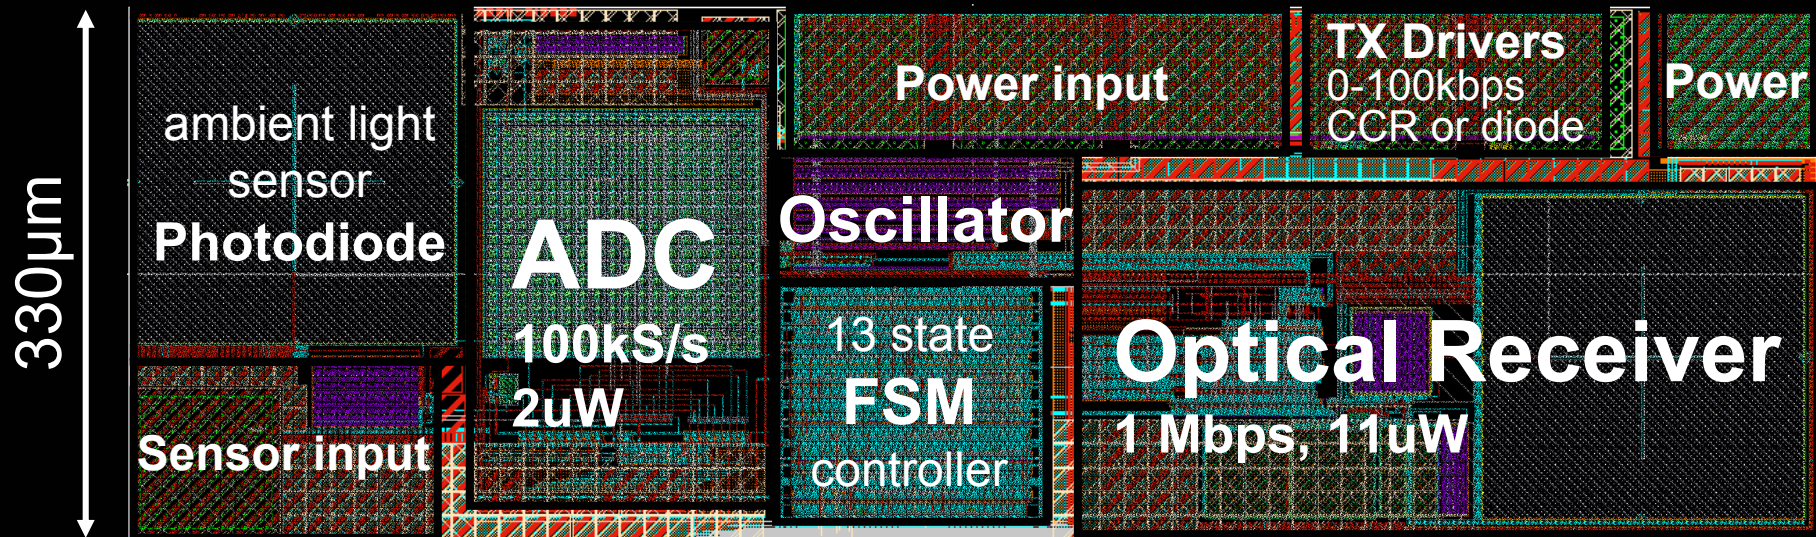 330µm
ambient light
sensor
Photodiode
Sensor input
ADC
100kS/s
2uW
Power input
TX Drivers
0-100kbps
CCR or diode
Power
Oscillator
13 state
FSM
controller
Optical Receiver
1 Mbps, 11uW